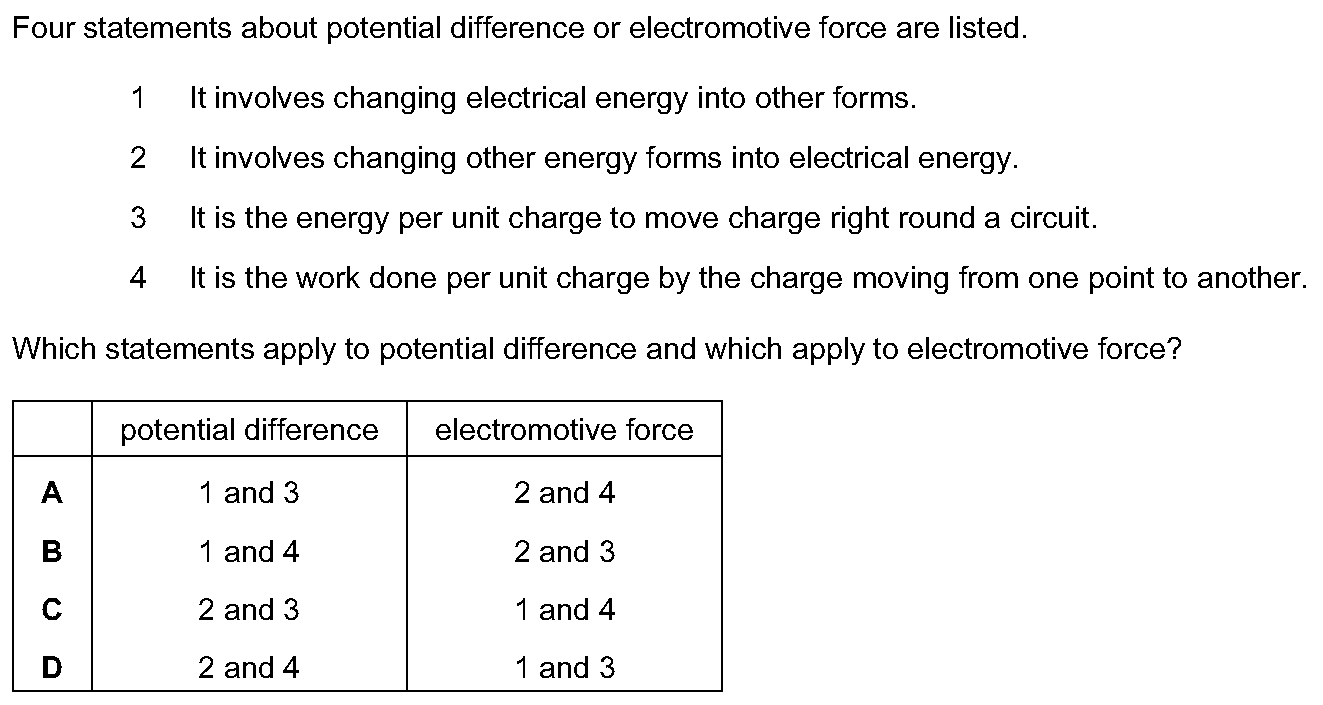 Four statements about potential difference or electromotive force are listed.
1 It involves changing electrical energy into other forms.
2 It involves changing other energy forms into electrical energy.
3 It is the energy per unit charge to move charge right round a circuit.
4 It is the work done per unit charge by the charge moving from one point to another.
Which statements apply to potential difference and which apply to electromotive force?
potential difference electromotive force
A 1 and 3 2 and 4
B 1 and 4 2 and 3
C 2 and 3 1 and 4
D 2 and 4 1 and 3